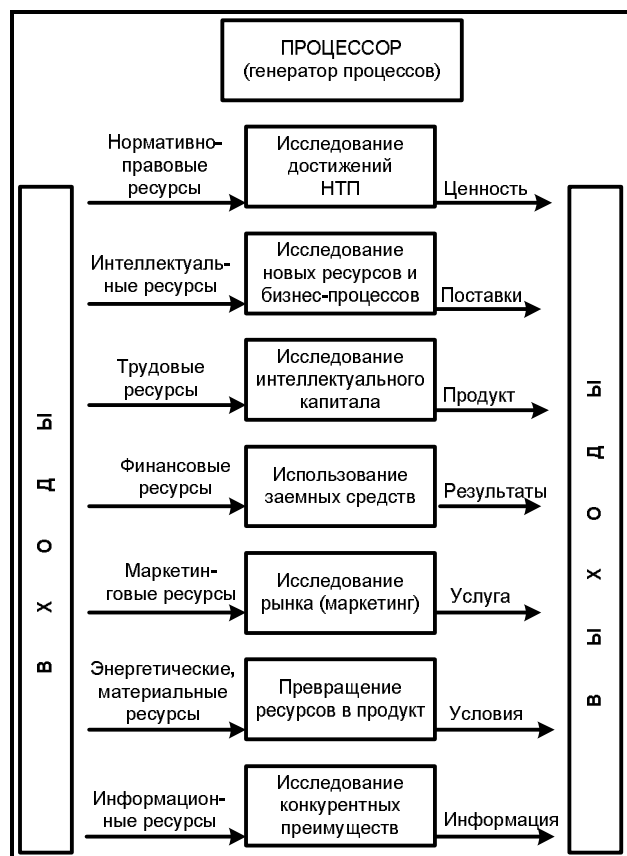 ПРОЦЕССОР
(генератор процессов)
Нормативно-
правовые
ресурсы
Исследование
достижений
НТП
Ценность
Интеллектуаль-
ные ресурсы
Исследование
новых ресурсов и
бизнес-процессов
Поставки
Трудовые
ресурсы
Исследование
интеллектуального
капитала
Продукт
Финансовые
ресурсы
Использование
заемных средств
Результаты
Маркетин-
говые ресурсы
Исследование
рынка (маркетинг)
Услуга
Энергетические,
материальные
ресурсы
Превращение
ресурсов в продукт
Условия
Информацион-
ные ресурсы
Исследование
конкурентных
преимуществ
Информация
ВХОДЫ
ВЫХОДЫ